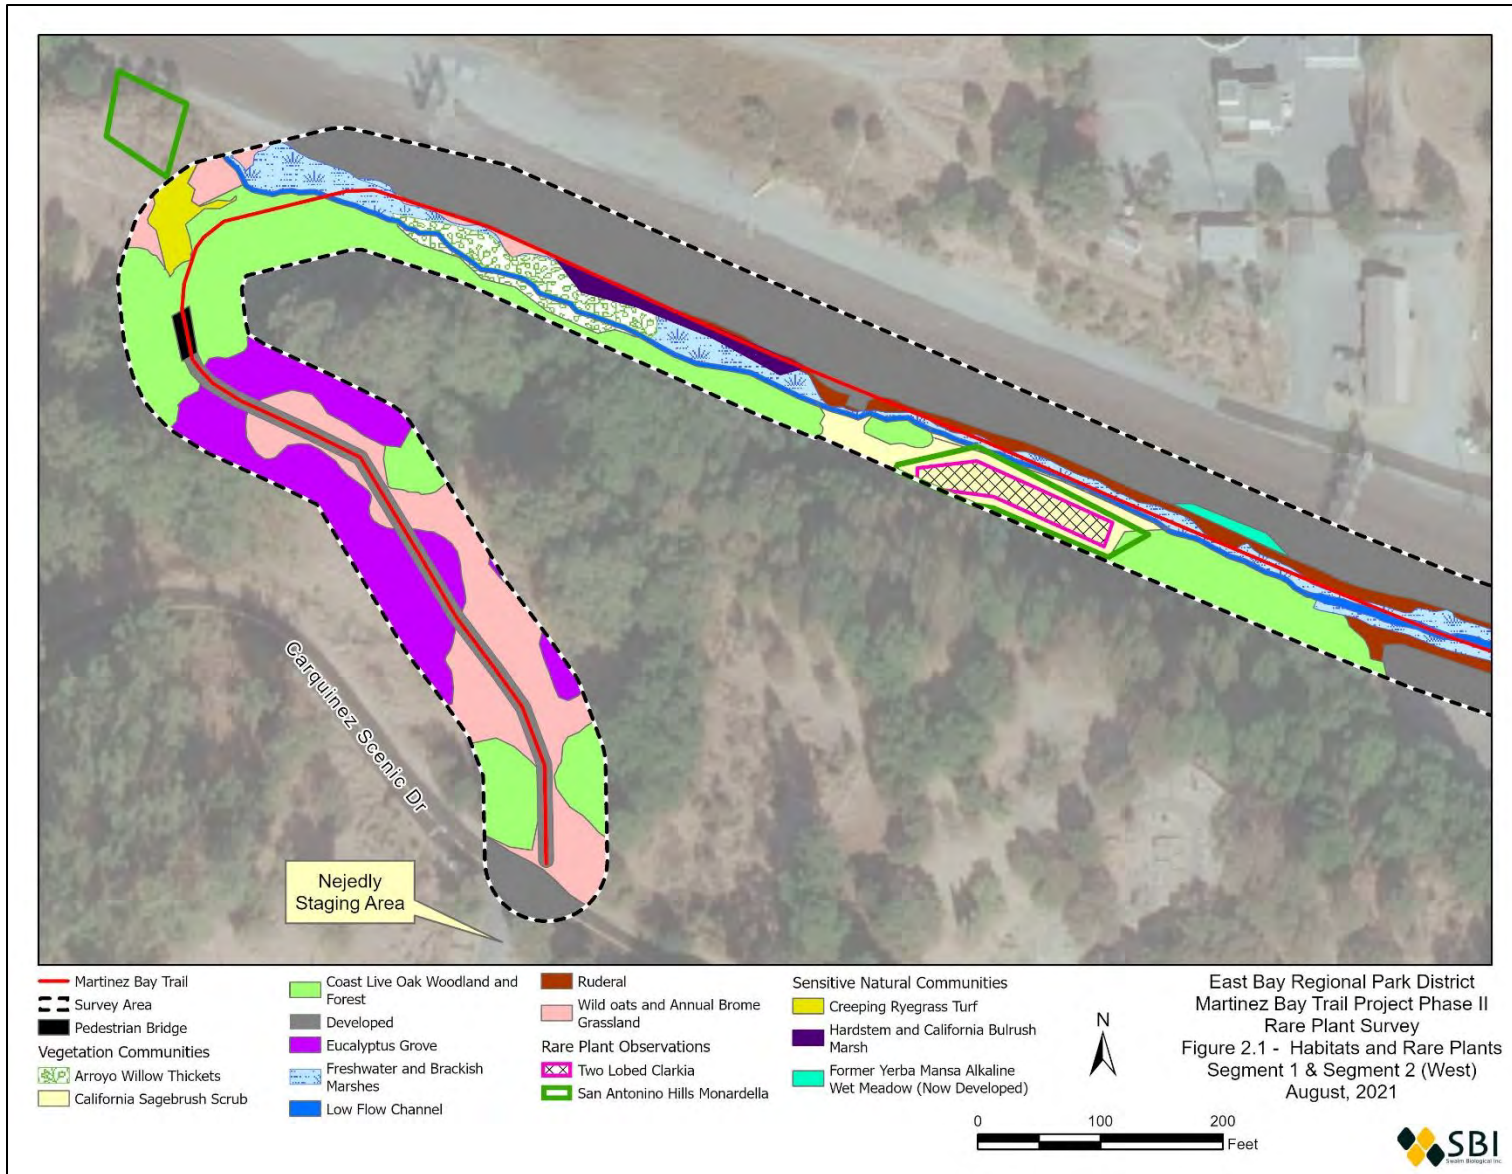 Carquinez Scenic Dr
Nejedly
Staging Area
Martinez Bay Trail
Survey Area
Pedestrian Bridge
Vegetation Communities
Arroyo Willow Thickets
California Sagebrush Scrub
Coast Live Oak Woodland and
Forest
Developed
Eucalyptus Grove
Freshwater and Brackish
Marshes
Low Flow Channel
Ruderal
Wild oats and Annual Brome
Grassland
Rare Plant Observations
Two Lobed Clarkia
San Antonino Hills Monardella
Sensitive Natural Communities
Creeping Ryegrass Turf
Hardstem and California Bulrush
Marsh
Former Yerba Mansa Alkaline
Wet Meadow (Now Developed)
N
0 100 200
Feet
East Bay Regional Park District
Martinez Bay Trail Project Phase II
Rare Plant Survey
Figure 2.1 - Habitats and Rare Plants
Segment 1 & Segment 2 (West)
August, 2021
SBI
Swaim Biological Inc